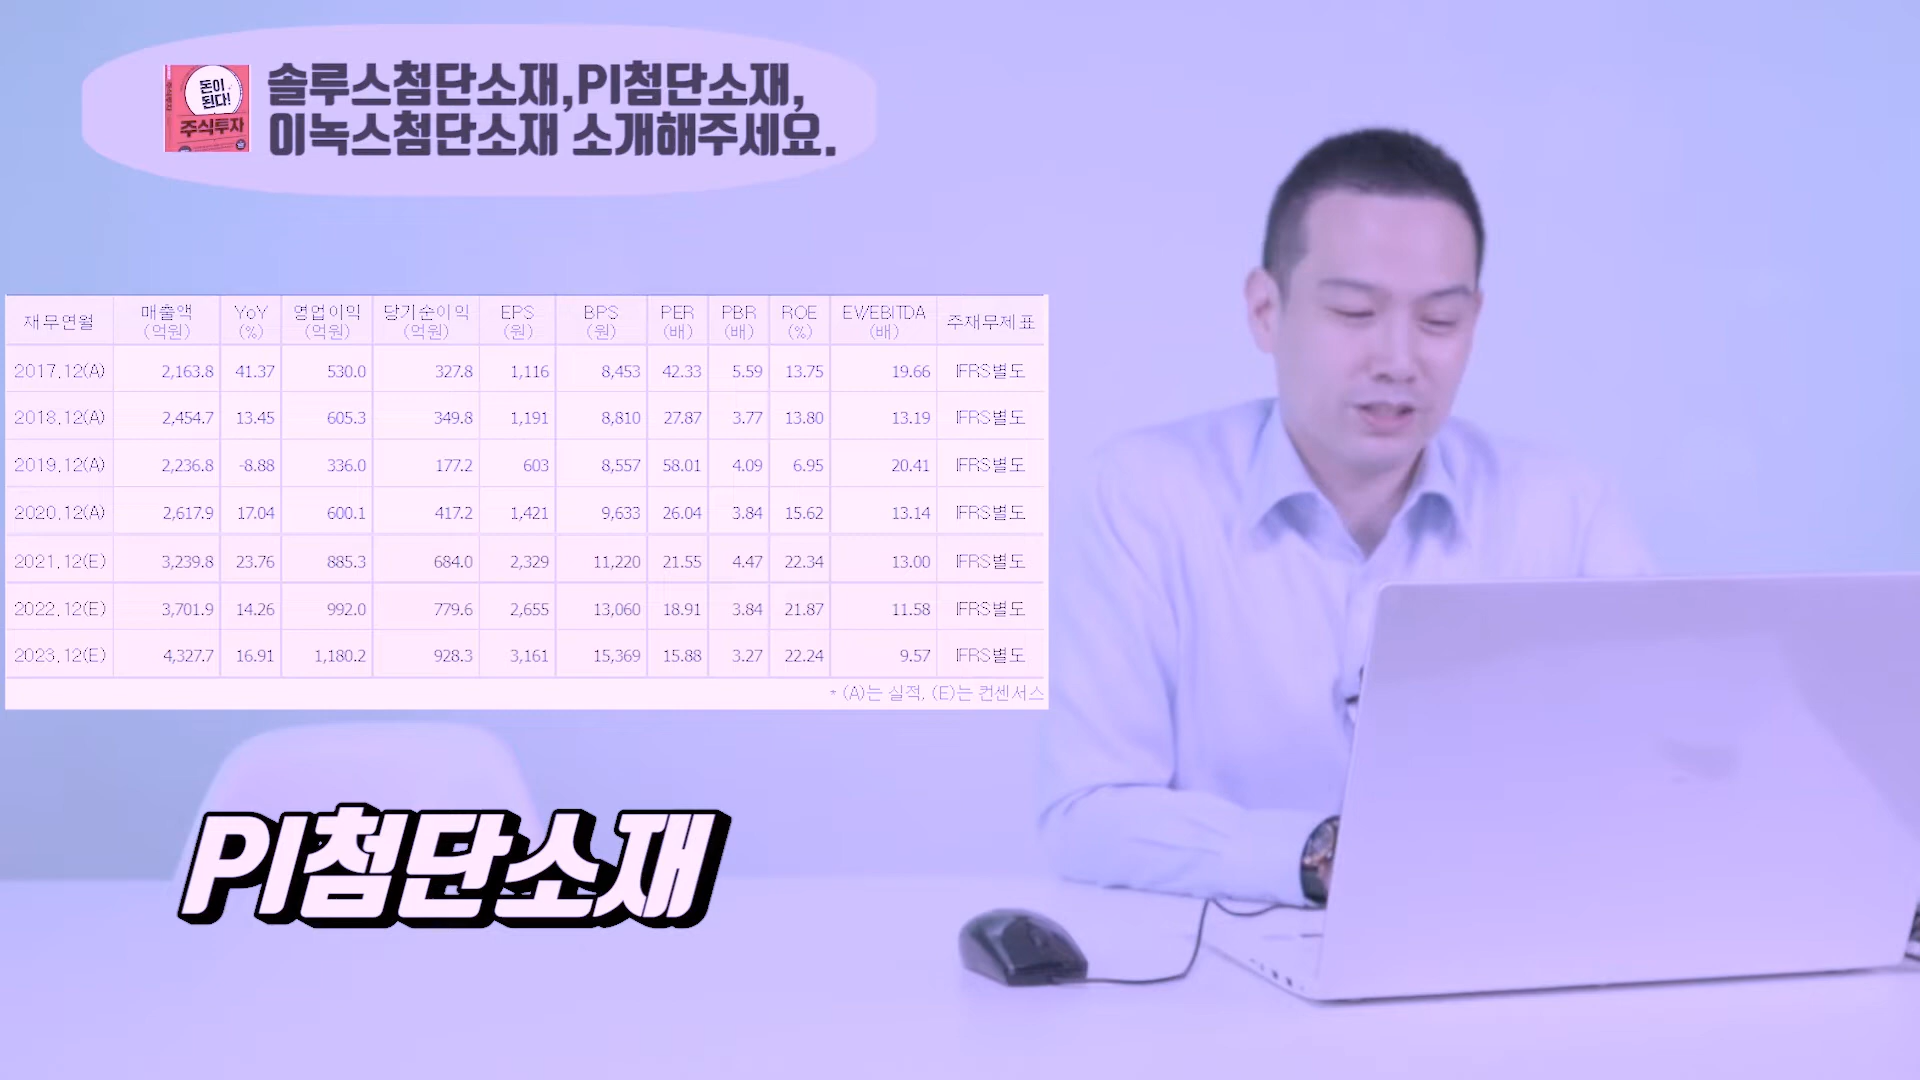 돈이
된다!
주식투자
솔루스첨단소재,PI첨단소재,
이녹스첨단소재 소개해주세요.
재무연월 매출액 (억원) YoY (%) 영업이익 (억원) 당기순이익 (억원) EPS (원) BPS (원) PER (배) PBR (배) ROE (%) EV/EBITDA (배) 주재무제표
2017.12(A) 2,163.8 41.37 530.0 327.8 1,116 8,453 42.33 5.59 13.75 19.66 IFRS별도
2018.12(A) 2,454.7 13.45 605.3 349.8 1,191 8,810 27.87 3.77 13.80 13.19 IFRS별도
2019.12(A) 2,236.8 -8.88 336.0 177.2 603 8,557 58.01 4.09 6.95 20.41 IFRS별도
2020.12(A) 2,617.9 17.04 600.1 417.2 1,421 9,633 26.04 3.84 15.62 13.14 IFRS별도
2021.12(E) 3,239.8 23.76 885.3 684.0 2,329 11,220 21.55 4.47 22.34 13.00 IFRS별도
2022.12(E) 3,701.9 14.26 992.0 779.6 2,655 13,060 18.91 3.84 21.87 11.58 IFRS별도
2023.12(E) 4,327.7 16.91 1,180.2 928.3 3,161 15,369 15.88 3.27 22.24 9.57 IFRS별도
* (A)는 실적, (E)는 컨센서스
PI첨단소재